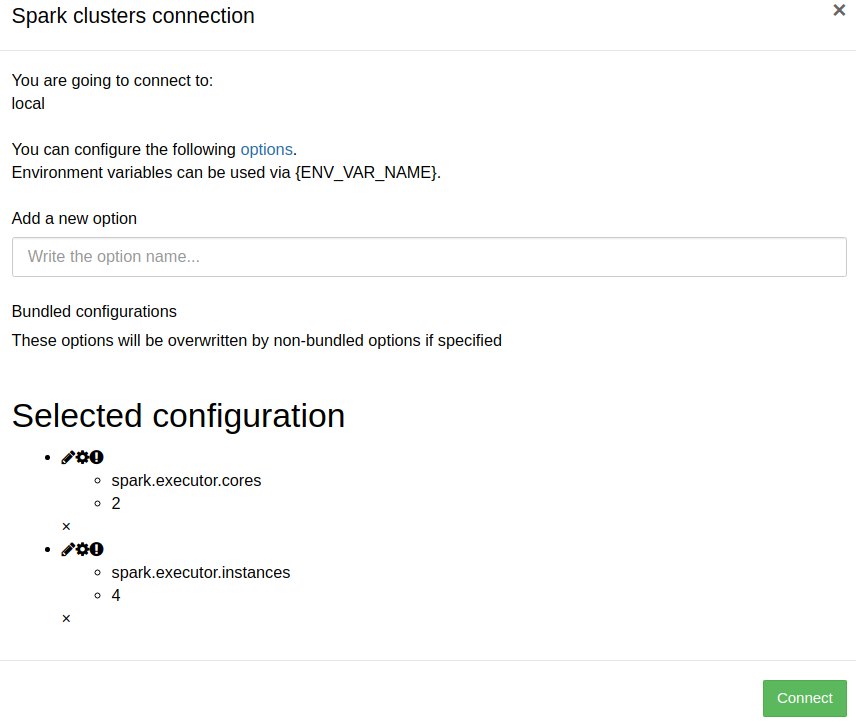 Spark clusters connection
×
You are going to connect to:
local
You can configure the following options.
Environment variables can be used via {ENV_VAR_NAME}.
Add a new option
Write the option name...
Bundled configurations
These options will be overwritten by non-bundled options if specified
Selected configuration
spark.executor.cores
2
×
spark.executor.instances
4
×
Connect